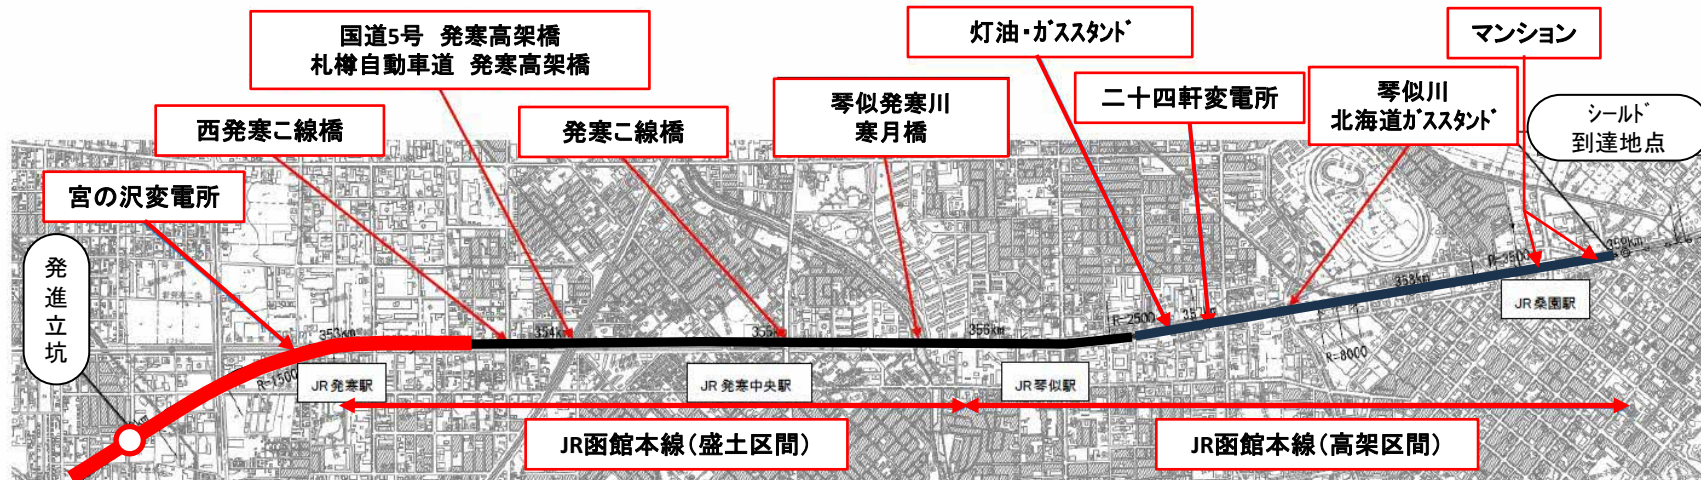 国道5号 発寒高架橋
札樽自動車道 発寒高架橋
灯油・ガススタンド
マンション
西発寒こ線橋
発寒こ線橋
琴似発寒川
寒月橋
二十四軒変電所
琴似川
北海道ガススタンド
シールド
到達地点
宮の沢変電所
発進立坑
353km
354km
355km
356km
R=2500
357km
358km
R=3500
359km
R=1500
R=8000
JR発寒駅
JR発寒中央駅
JR琴似駅
JR桑園駅
JR函館本線(盛土区間)
JR函館本線(高架区間)